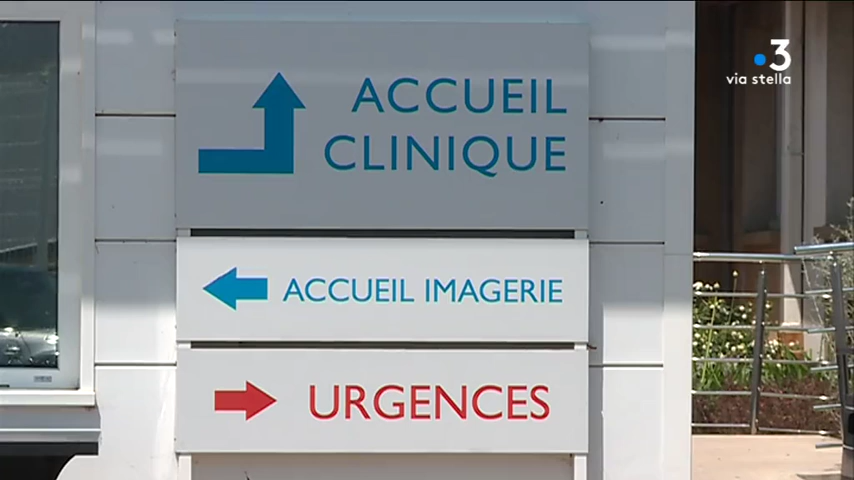 3
via stella
ACCUEIL
CLINIQUE
ACCUEIL IMAGERIE
URGENCES